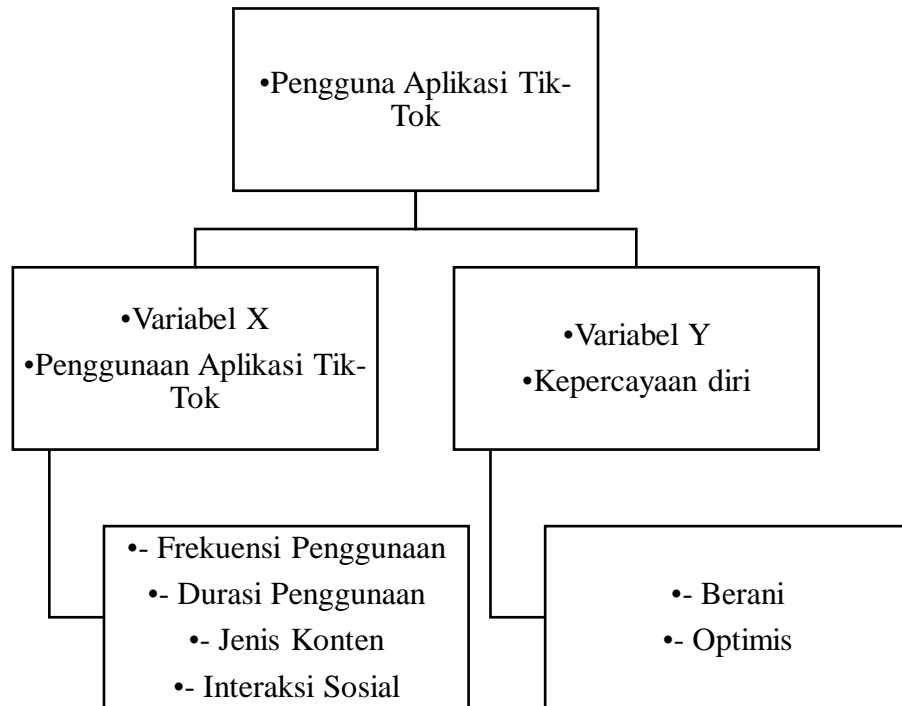 •Pengguna Aplikasi Tik-
Tok
•Variabel X
•Penggunaan Aplikasi Tik-
Tok
•Variabel Y
•Kepercayaan diri
•- Frekuensi Penggunaan
•- Durasi Penggunaan
•- Jenis Konten
•- Interaksi Sosial
•- Berani
•- Optimis